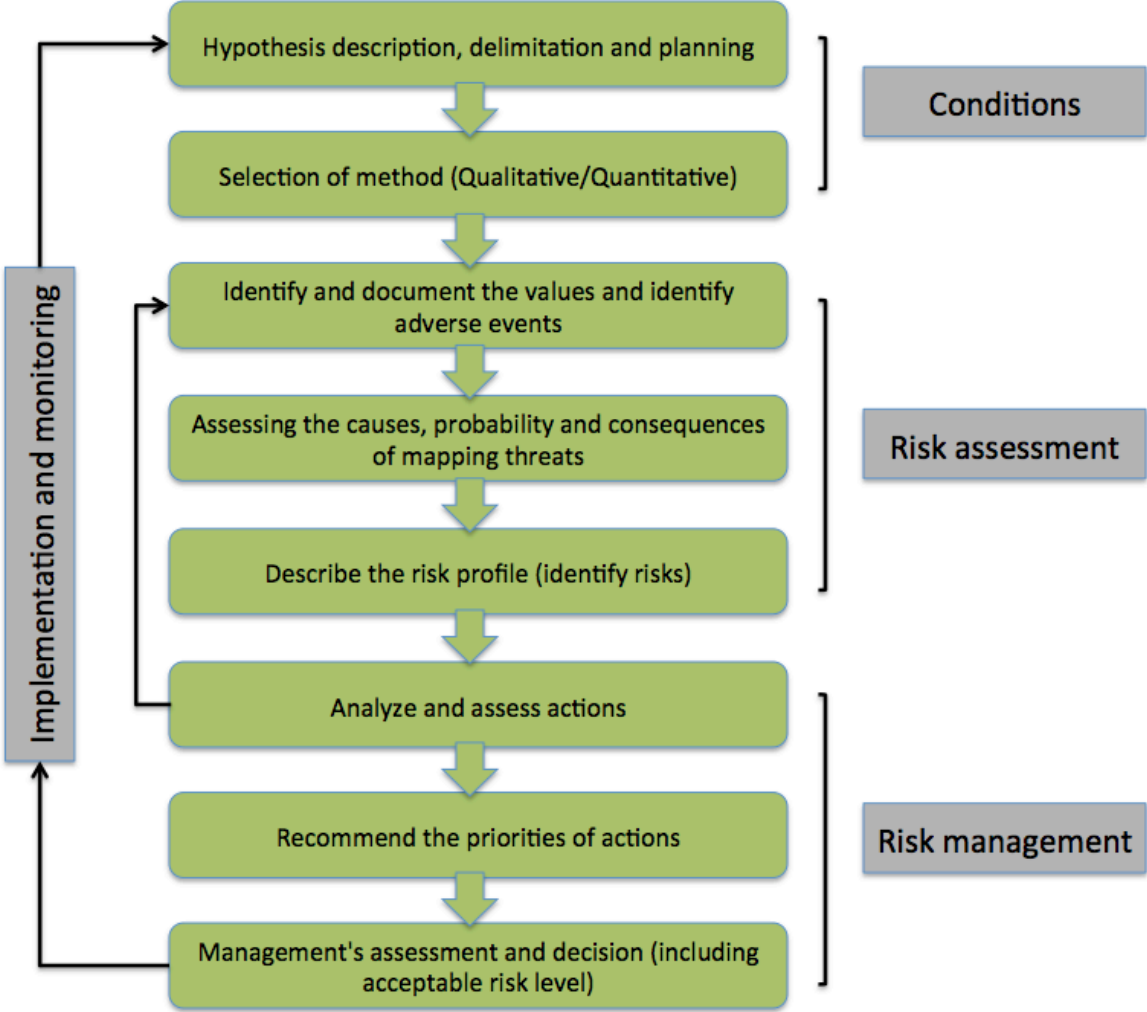 Hypothesis description, delimitation and planning
Conditions
Selection of method (Qualitative/Quantitative)
Identify and document the values and identify
adverse events
Assessing the causes, probability and consequences
of mapping threats
Risk assessment
Describe the risk profile (identify risks)
Implementation and monitoring
Analyze and assess actions
Recommend the priorities of actions
Risk management
Management's assessment and decision (including
acceptable risk level)